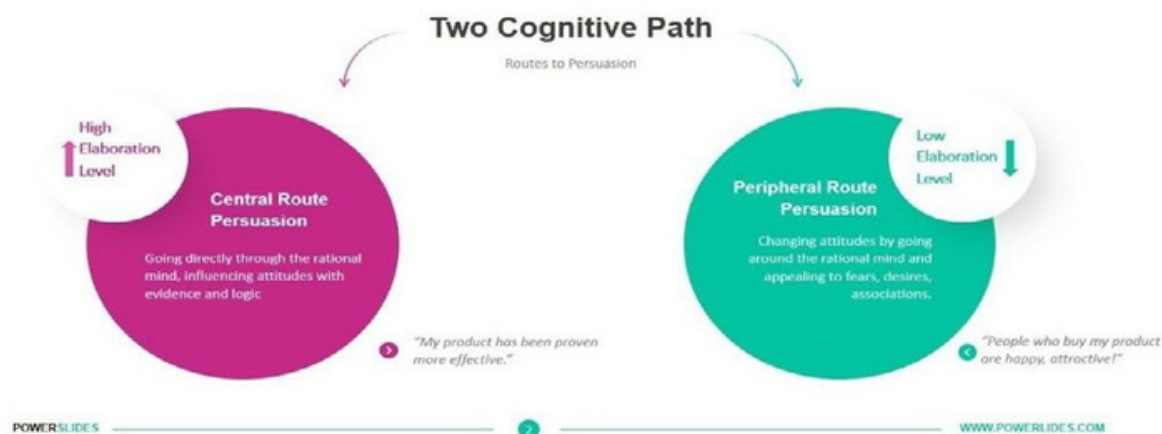 Two Cognitive Path
Routes to Persuasion
High
Elaboration
Level
Central Route
Persuasion
Going directly through the rational
mind, influencing attitudes with
evidence and logic
"My product has been proven
more effective."
Low
Elaboration
Level
Peripheral Route
Persuasion
Changing attitudes by going
around the rational mind and
appealing to fears, desires,
associations.
"People who buy my product
are happy, attractive!"
POWERSLIDES
2
WWW.POWERLIDES.COM